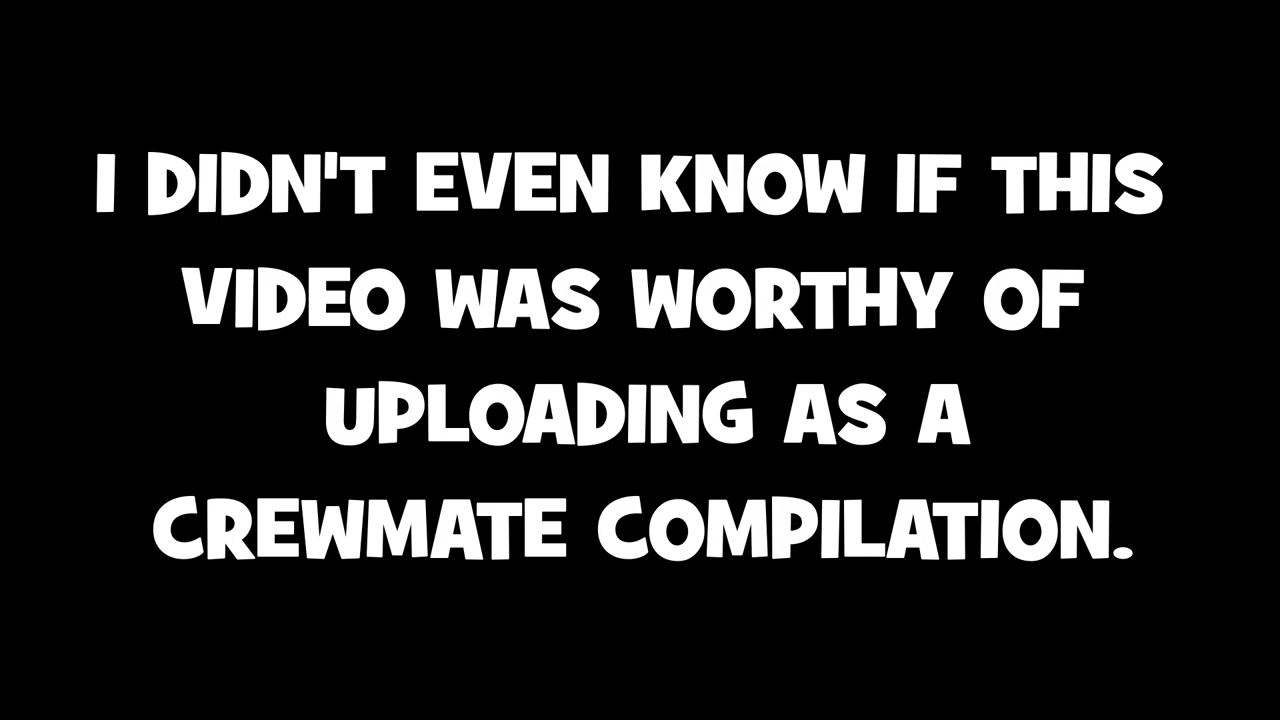 I DIDN'T EVEN KNOW IF THIS
VIDEO WAS WORTHY OF
UPLOADING AS A
CREWMATE COMPILATION.